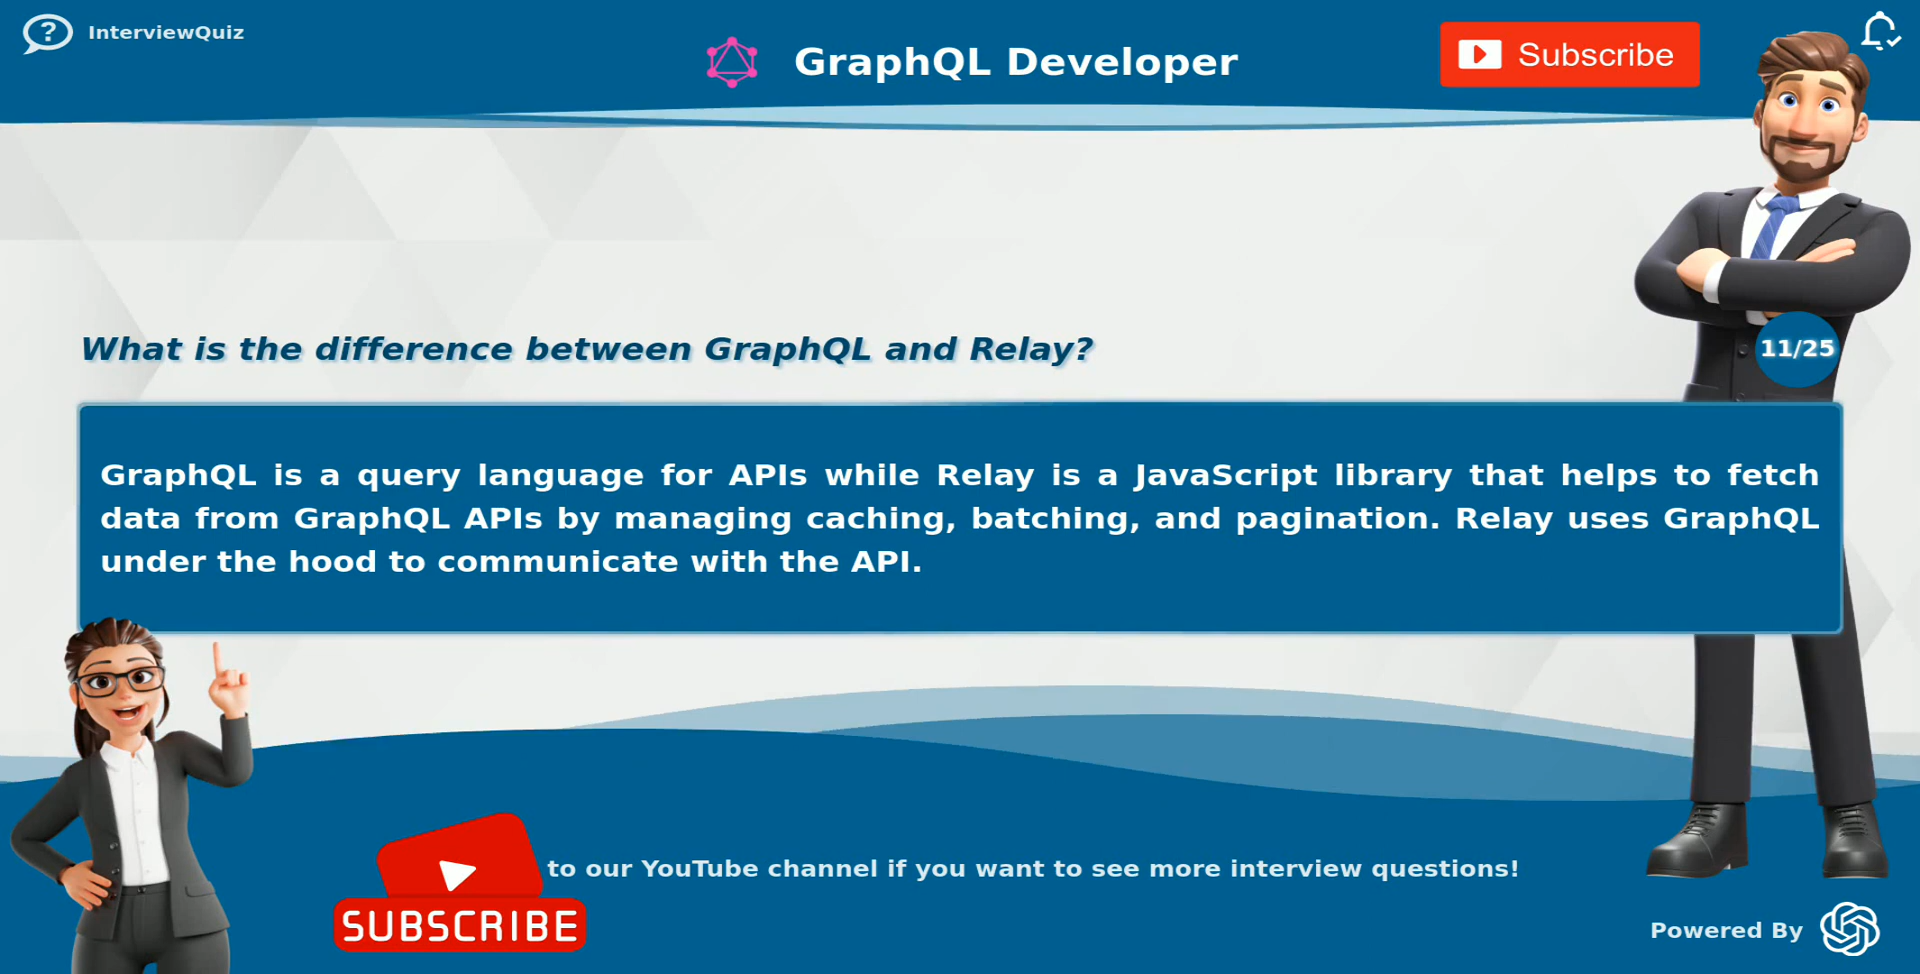 InterviewQuiz
GraphQL Developer
Subscribe
What is the difference between GraphQL and Relay?
11/25
GraphQL is a query language for APIs while Relay is a JavaScript library that helps to fetch
data from GraphQL APIs by managing caching, batching, and pagination. Relay uses GraphQL
under the hood to communicate with the API.
to our YouTube channel if you want to see more interview questions!
SUBSCRIBE
Powered By